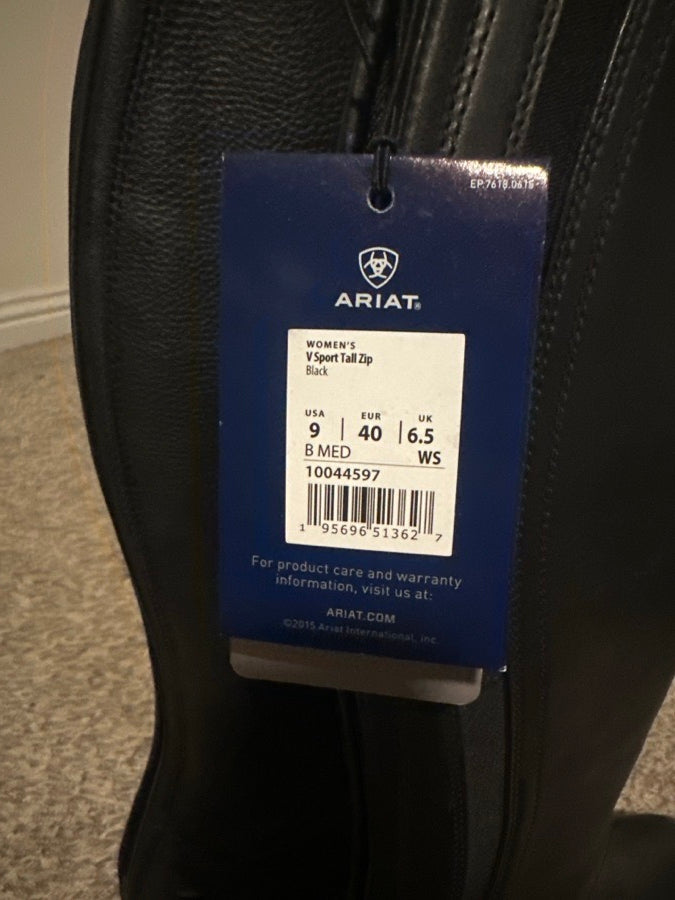 EP.7618.0615
ARIAT®
WOMEN'S
V Sport Tall Zip
Black
USA | EUR | UK
9 | 40 | 6.5
B MED WS
10044597
1 95696 51362 7
For product care and warranty
information, visit us at:
ARIAT.COM
©2015 Ariat International, Inc.